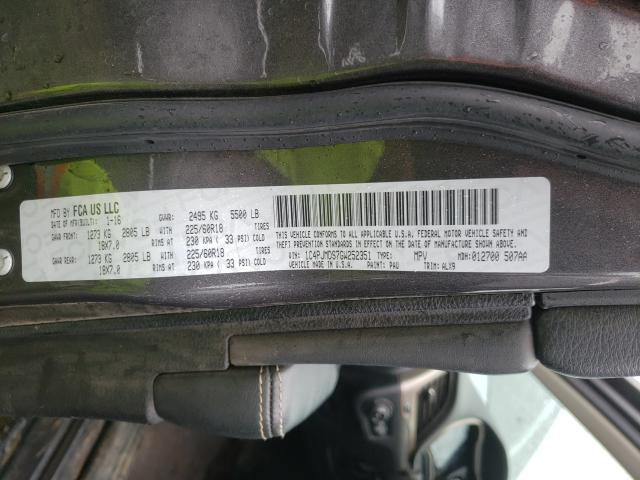 MFD BY FCA US LLC
DATE OF MFR(BUILT): 1-16 GVWR: 2495 KG 5500 LB
GAWR FRONT: 1273 KG 2805 LB WITH 225/60R18 TIRES
18X7.0 RIMS AT 230 KPA ( 33 PSI) COLD
GAWR REAR: 1273 KG 2805 LB WITH 225/60R18 TIRES
18X7.0 RIMS AT 230 KPA ( 33 PSI) COLD
THIS VEHICLE CONFORMS TO ALL APPLICABLE U.S.A. FEDERAL MOTOR VEHICLE SAFETY AND
THEFT PREVENTION STANDARDS IN EFFECT ON THE DATE OF MANUFACTURE SHOWN ABOVE.
VIN: 1C4PJMDS7GW252351 TYPE: MPV MDH:012700 507AA
MADE IN U.S.A. PAINT: PAU TRIM: ALX9